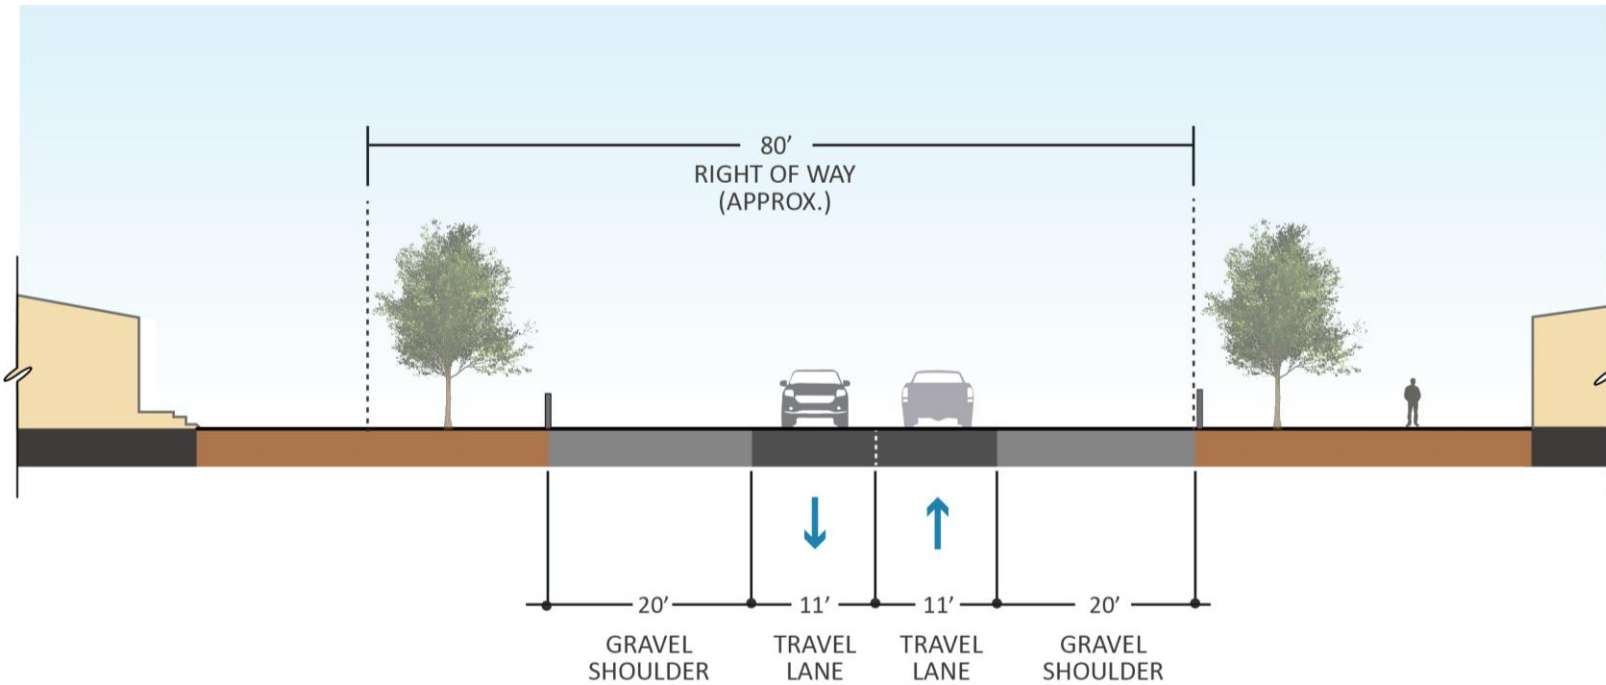 80’
RIGHT OF WAY
(APPROX.)
20’ 11’ 11’ 20’
GRAVEL
SHOULDER
TRAVEL
LANE
TRAVEL
LANE
GRAVEL
SHOULDER